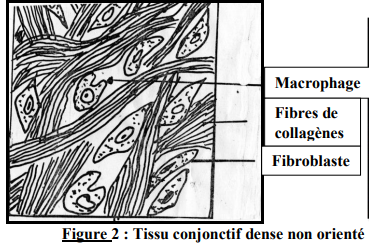 Macrophage
Fibres de
collagènes
Fibroblaste
Figure 2 : Tissu conjonctif dense non orienté